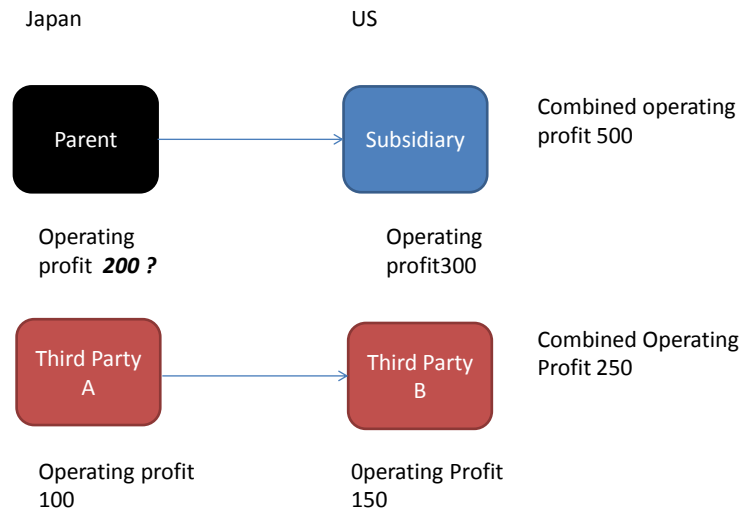 Japan
US
Parent
Subsidiary
Combined operating
profit 500
Operating
profit 200 ?
Operating
profit300
Third Party
A
Third Party
B
Combined Operating
Profit 250
Operating profit
100
0perating Profit
150